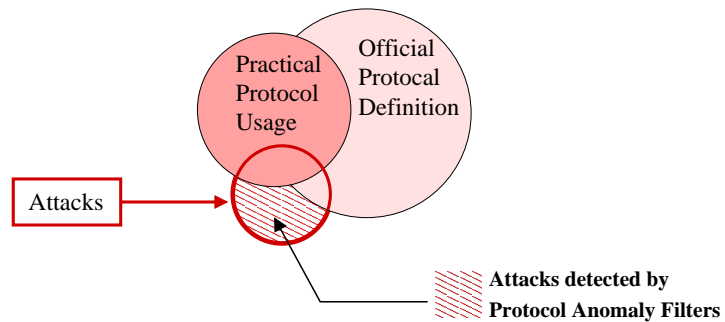 Practical
Protocol
Usage
Official
Protocal
Definition
Attacks
Attacks detected by
Protocol Anomaly Filters